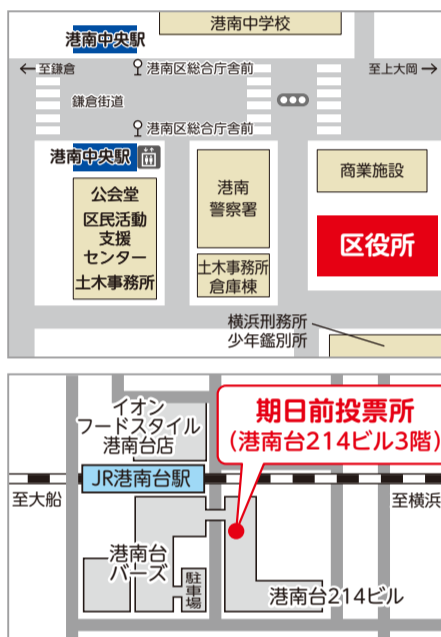 港南中学校
港南中央駅
←至鎌倉
港南区総合庁舎前
至上大岡→
鎌倉街道
港南区総合庁舎前
港南中央駅
公会堂
区民活動
支援
センター
土木事務所
港南
警察署
土木事務所
倉庫棟
商業施設
区役所
横浜刑務所
少年鑑別所
イオン
フードスタイル
港南台店
期日前投票所
(港南台214ビル3階)
JR港南台駅
至大船
至横浜
港南台
バーズ
駐車場
港南台214ビル